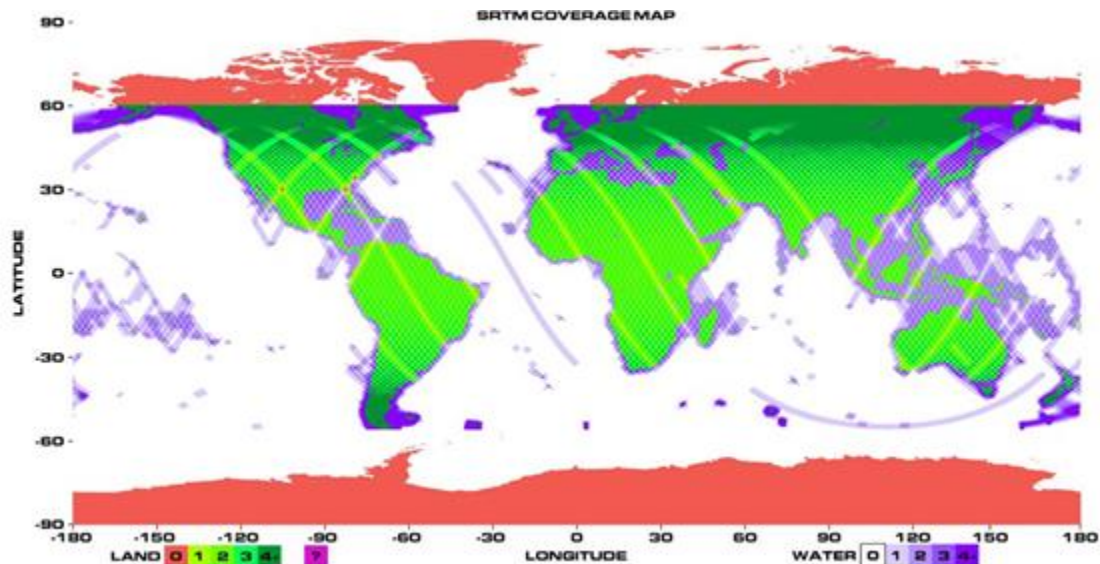 SRTM COVERAGE MAP
90
60
30
0
-30
-60
-90
LATITUDE
-180 -150 -120 -90 -60 -30 0 30 60 90 120 150 180
LAND 0 1 2 3 4+ ? LONGITUDE WATER 0 1 2 3 4+